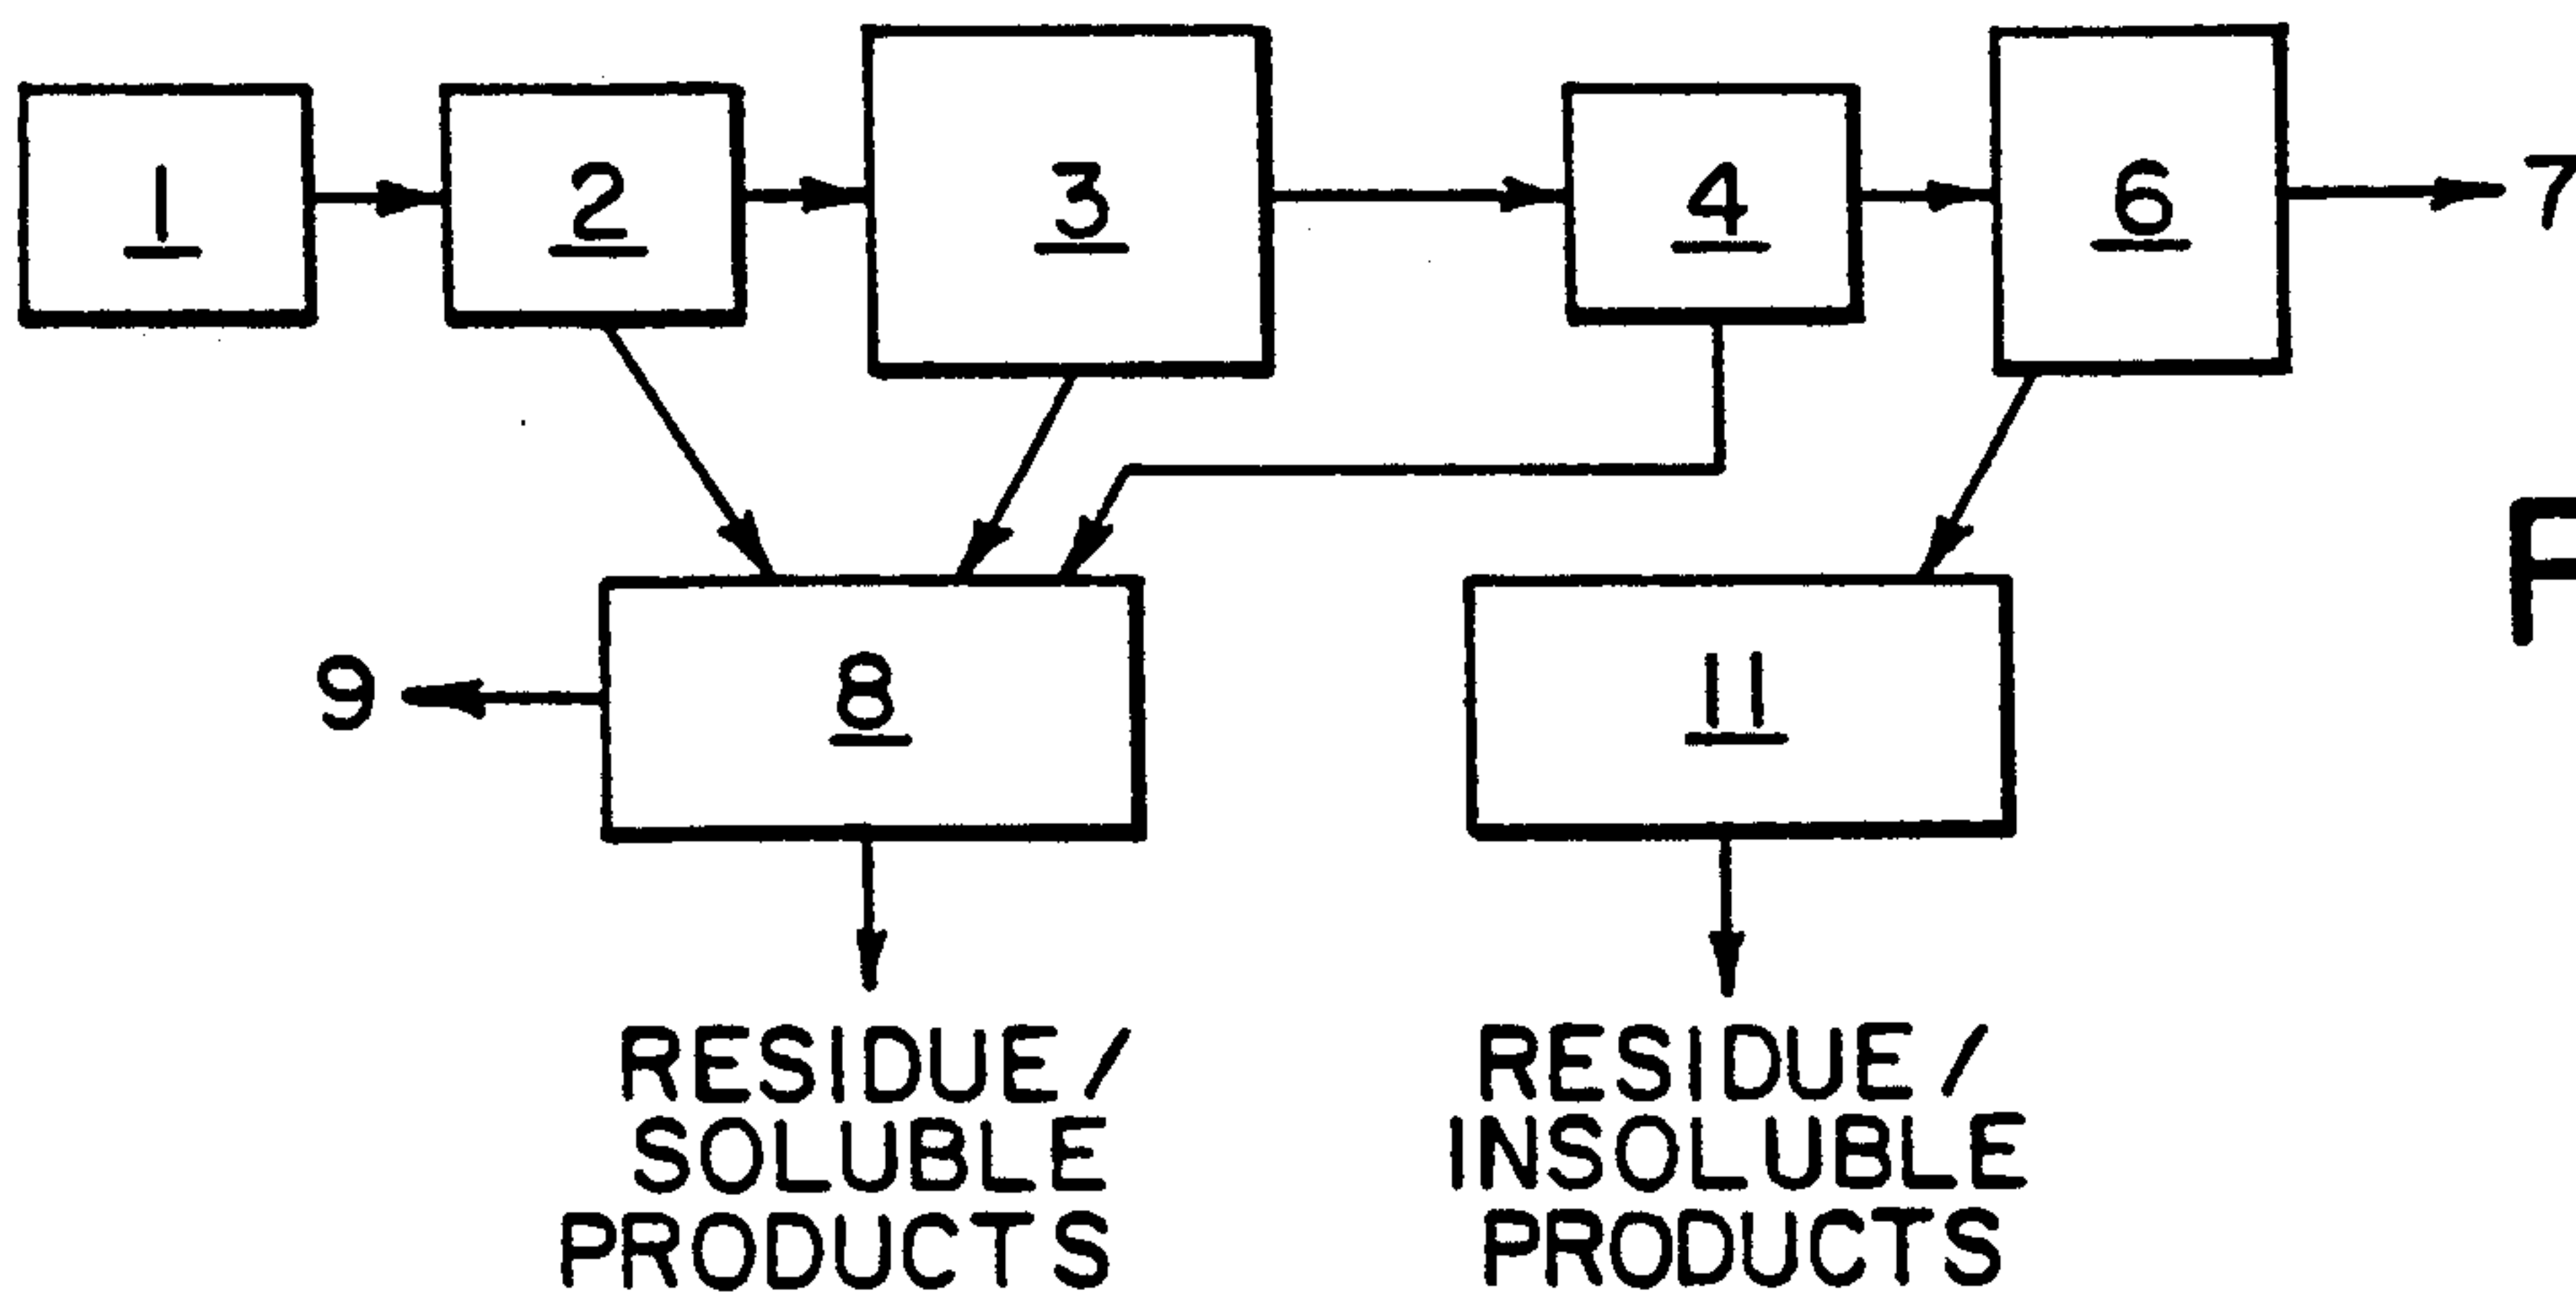 1
2
3
4
6
7
8
9
11
RESIDUE/
SOLUBLE
PRODUCTS
RESIDUE/
INSOLUBLE
PRODUCTS